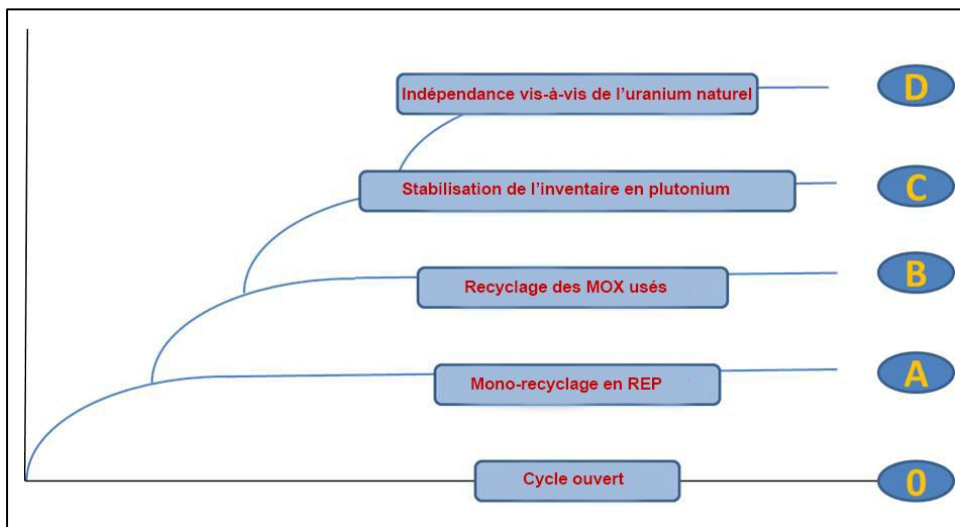 Indépendance vis-à-vis de l'uranium naturel
D
Stabilisation de l'inventaire en plutonium
C
Recyclage des MOX usés
B
Mono-recyclage en REP
A
Cycle ouvert
0